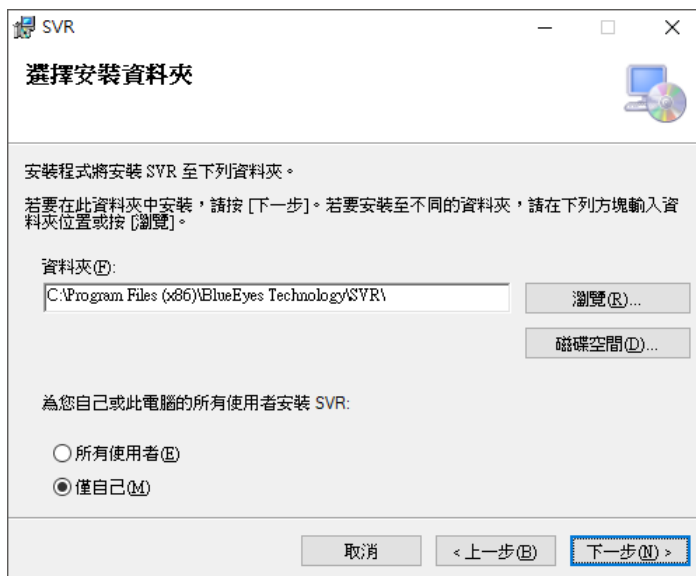 SVR
選擇安裝資料夾
安裝程式將安裝 SVR 至下列資料夾。
若要在此資料夾中安裝，請按 [下一步]。若要安裝至不同的資料夾，請在下列方塊輸入資
料夾位置或按 [瀏覽]。
資料夾(F):
C:\Program Files (x86)\BlueEyes Technology\SVR\
瀏覽(R)...
磁碟空間(D)...
為您自己或此電腦的所有使用者安裝 SVR:
所有使用者(E)
僅自己(M)
取消
< 上一步(B)
下一步(N) >